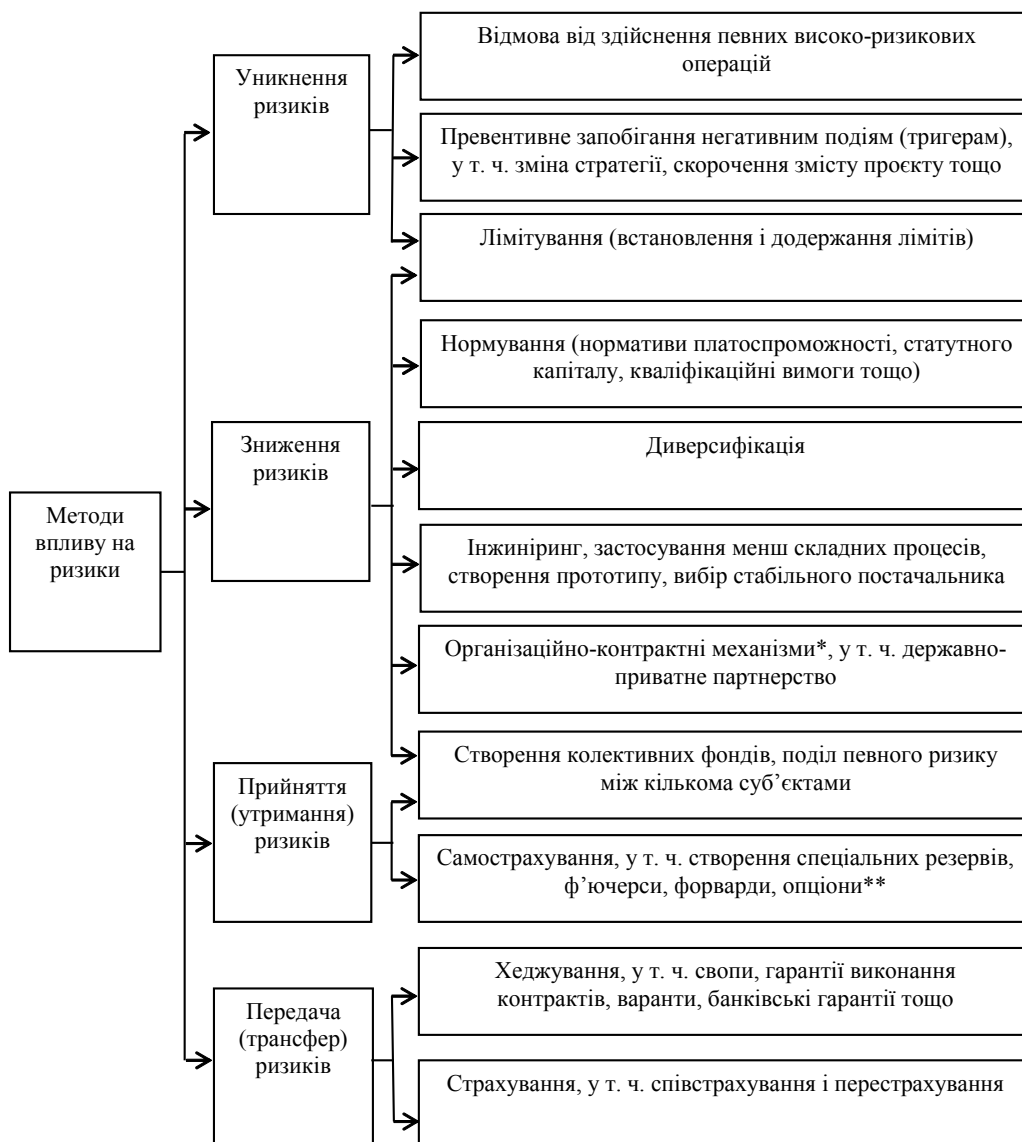 Відмова від здійснення певних високо-ризикових
операцій
Уникнення
ризиків
Превентивне запобігання негативним подіям (тригерам),
у т. ч. зміна стратегії, скорочення змісту проєкту тощо
Лімітування (встановлення і додержання лімітів)
Нормування (нормативи платоспроможності, статутного
капіталу, кваліфікаційні вимоги тощо)
Зниження
ризиків
Диверсифікація
Методи
впливу на
ризики
Інжиніринг, застосування менш складних процесів,
створення прототипу, вибір стабільного постачальника
Організаційно-контрактні механізми*, у т. ч. державно-
приватне партнерство
Створення колективних фондів, поділ певного ризику
між кількома суб’єктами
Прийняття
(утримання)
ризиків
Самострахування, у т. ч. створення спеціальних резервів,
ф’ючерси, форварди, опціони**
Хеджування, у т. ч. свопи, гарантії виконання
контрактів, варанти, банківські гарантії тощо
Передача
(трансфер)
ризиків
Страхування, у т. ч. співстрахування і перестрахування